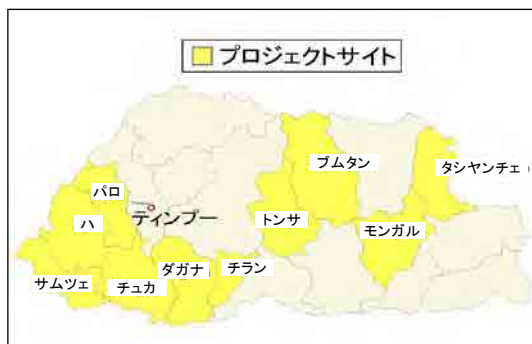 プロジェクトサイト
ブムタン
タシヤンチェ
パロ
ティンプー
ハ
トンサ
モンガル
ダガナ
チラン
サムツェ
チュカ